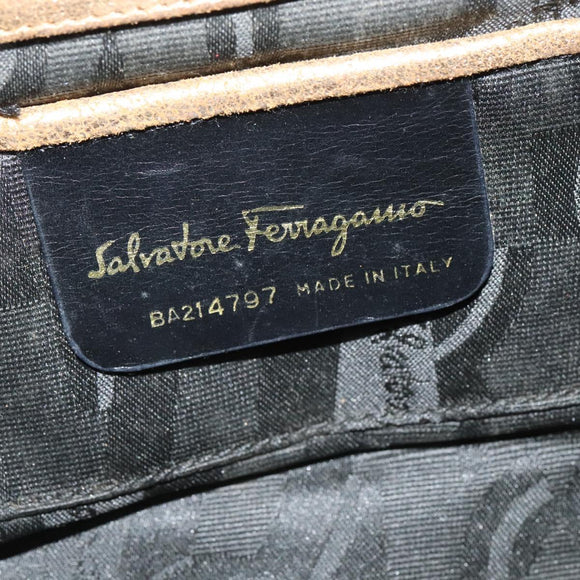 Salvatore Ferragamo
BA214797 MADE IN ITALY